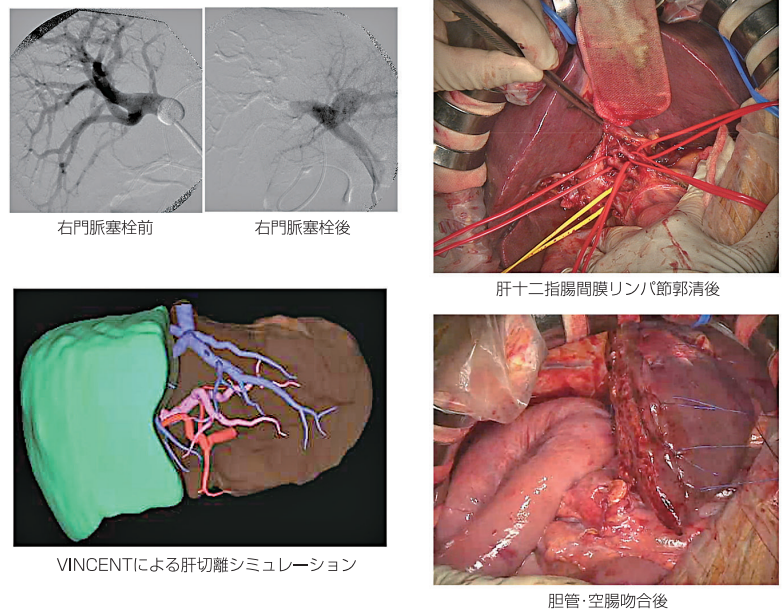 右門脈塞栓前
右門脈塞栓後
肝十二指腸間膜リンパ節郭清後
VINCENTによる肝切離シミュレーション
胆管・空腸吻合後